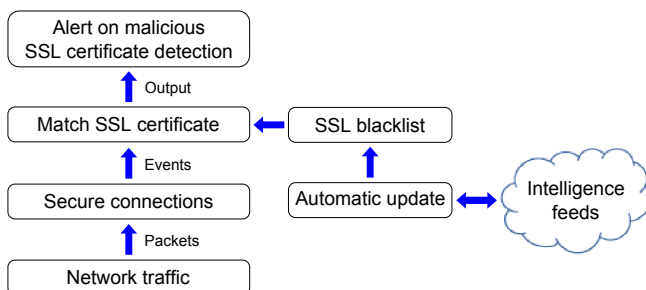 Alert on malicious
SSL certificate detection
Output
Match SSL certificate
SSL blacklist
Events
Secure connections
Automatic update
Intelligence
feeds
Packets
Network traffic